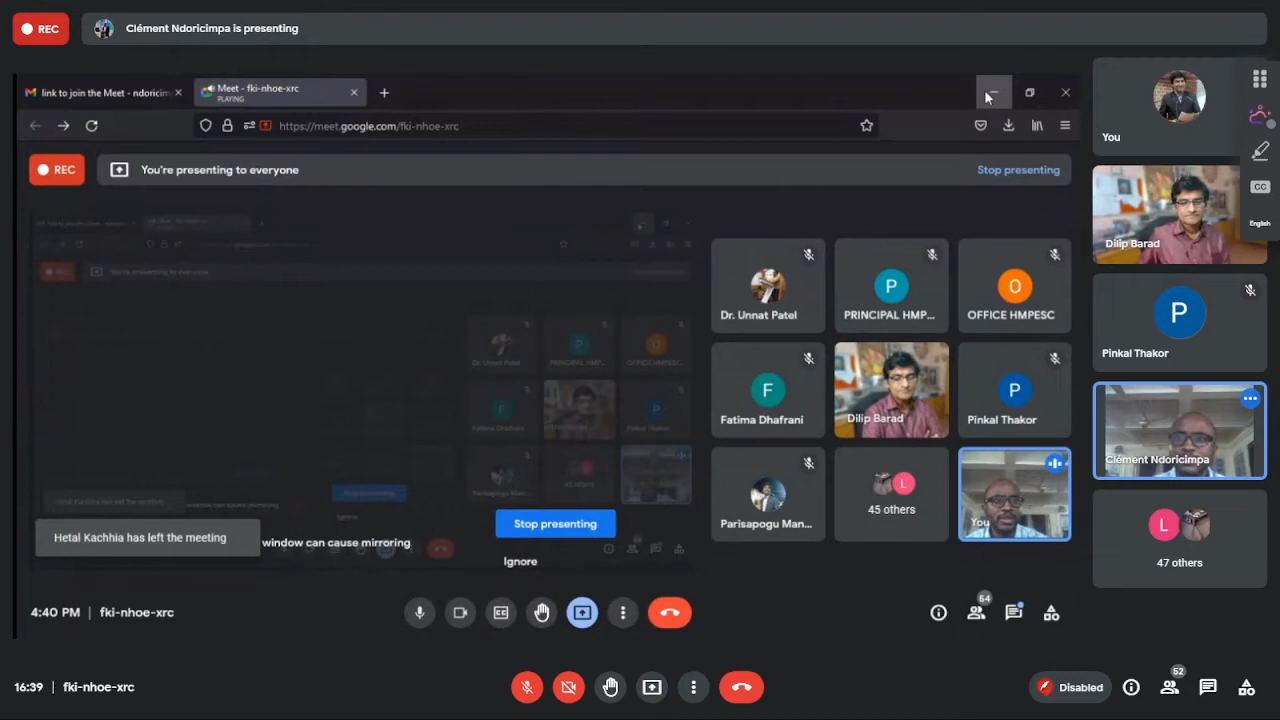 REC
Clément Ndoricimpa is presenting
link to join the Meet - ndoricim
Meet - fki-nhoe-xrc
PLAYING
https://meet.google.com/fki-nhoe-xrc
REC
You're presenting to everyone
Stop presenting
Dr. Unnat Patel
PRINCIPAL HMP...
OFFICE HMPESC
Fatima Dhafrani
Dilip Barad
Pinkal Thakor
Parisapogu Man...
45 others
You
Hetal Kachhia has left the meeting
window can cause mirroring
Stop presenting
Ignore
4:40 PM | fki-nhoe-xrc
54
You
Dilip Barad
Pinkal Thakor
Clément Ndoricimpa
47 others
CC
English
16:39 | fki-nhoe-xrc
Disabled
52